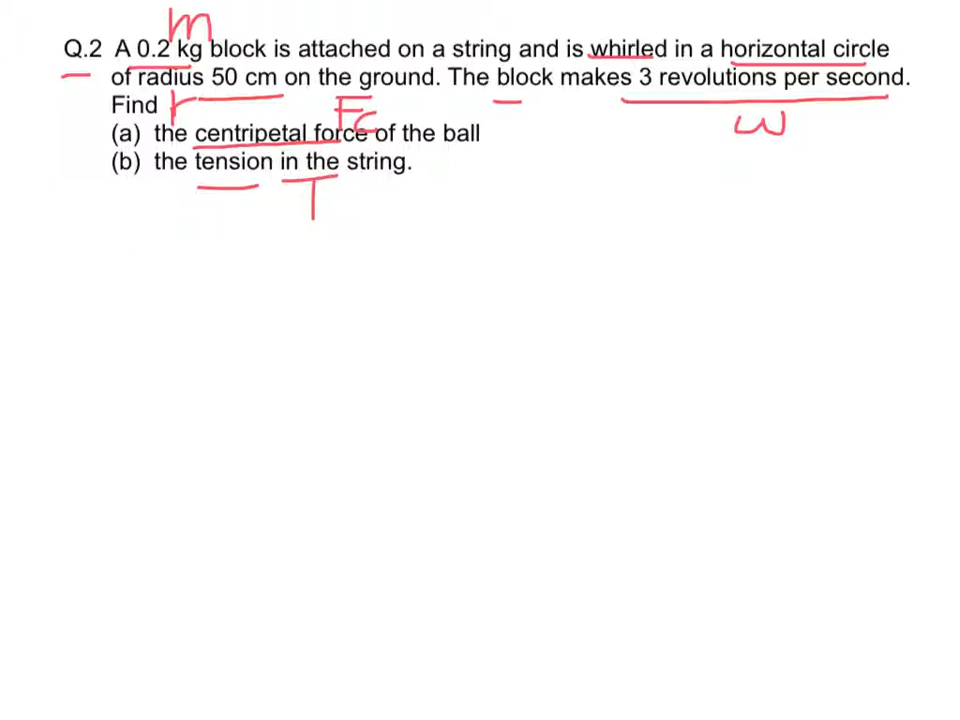 m
Q.2 A 0.2 kg block is attached on a string and is whirled in a horizontal circle
of radius 50 cm on the ground. The block makes 3 revolutions per second.
r
ω
Find
Fc
(a) the centripetal force of the ball
(b) the tension in the string.
T